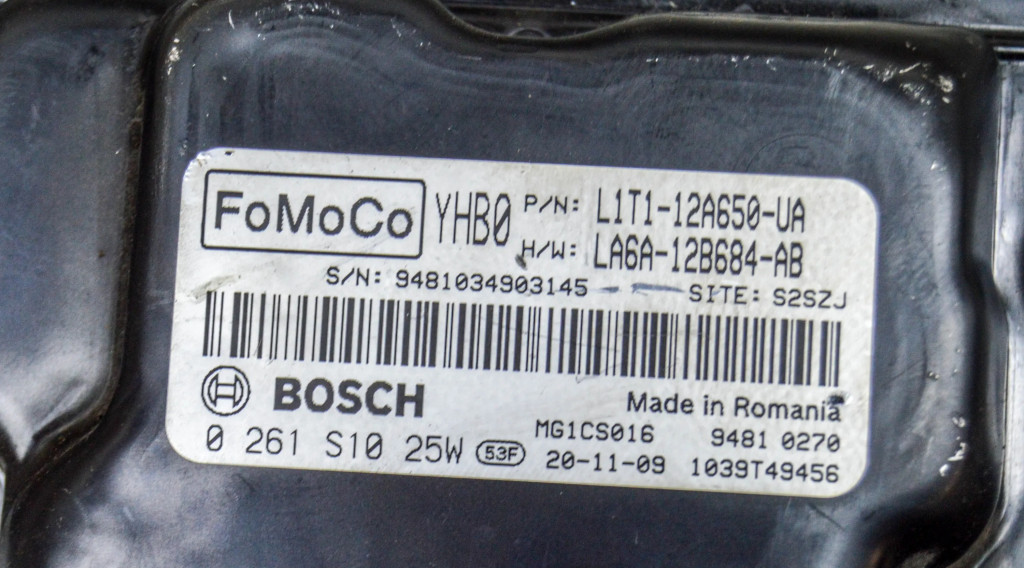 FoMoCo YHB0 P/N: L1T1-12A650-UA
H/W: LA6A-12B684-AB
S/N: 9481034903145 SITE: S2SZJ
BOSCH Made in Romania
MG1CS016 9481 0270
0 261 S10 25W 53F 20-11-09 1039T49456